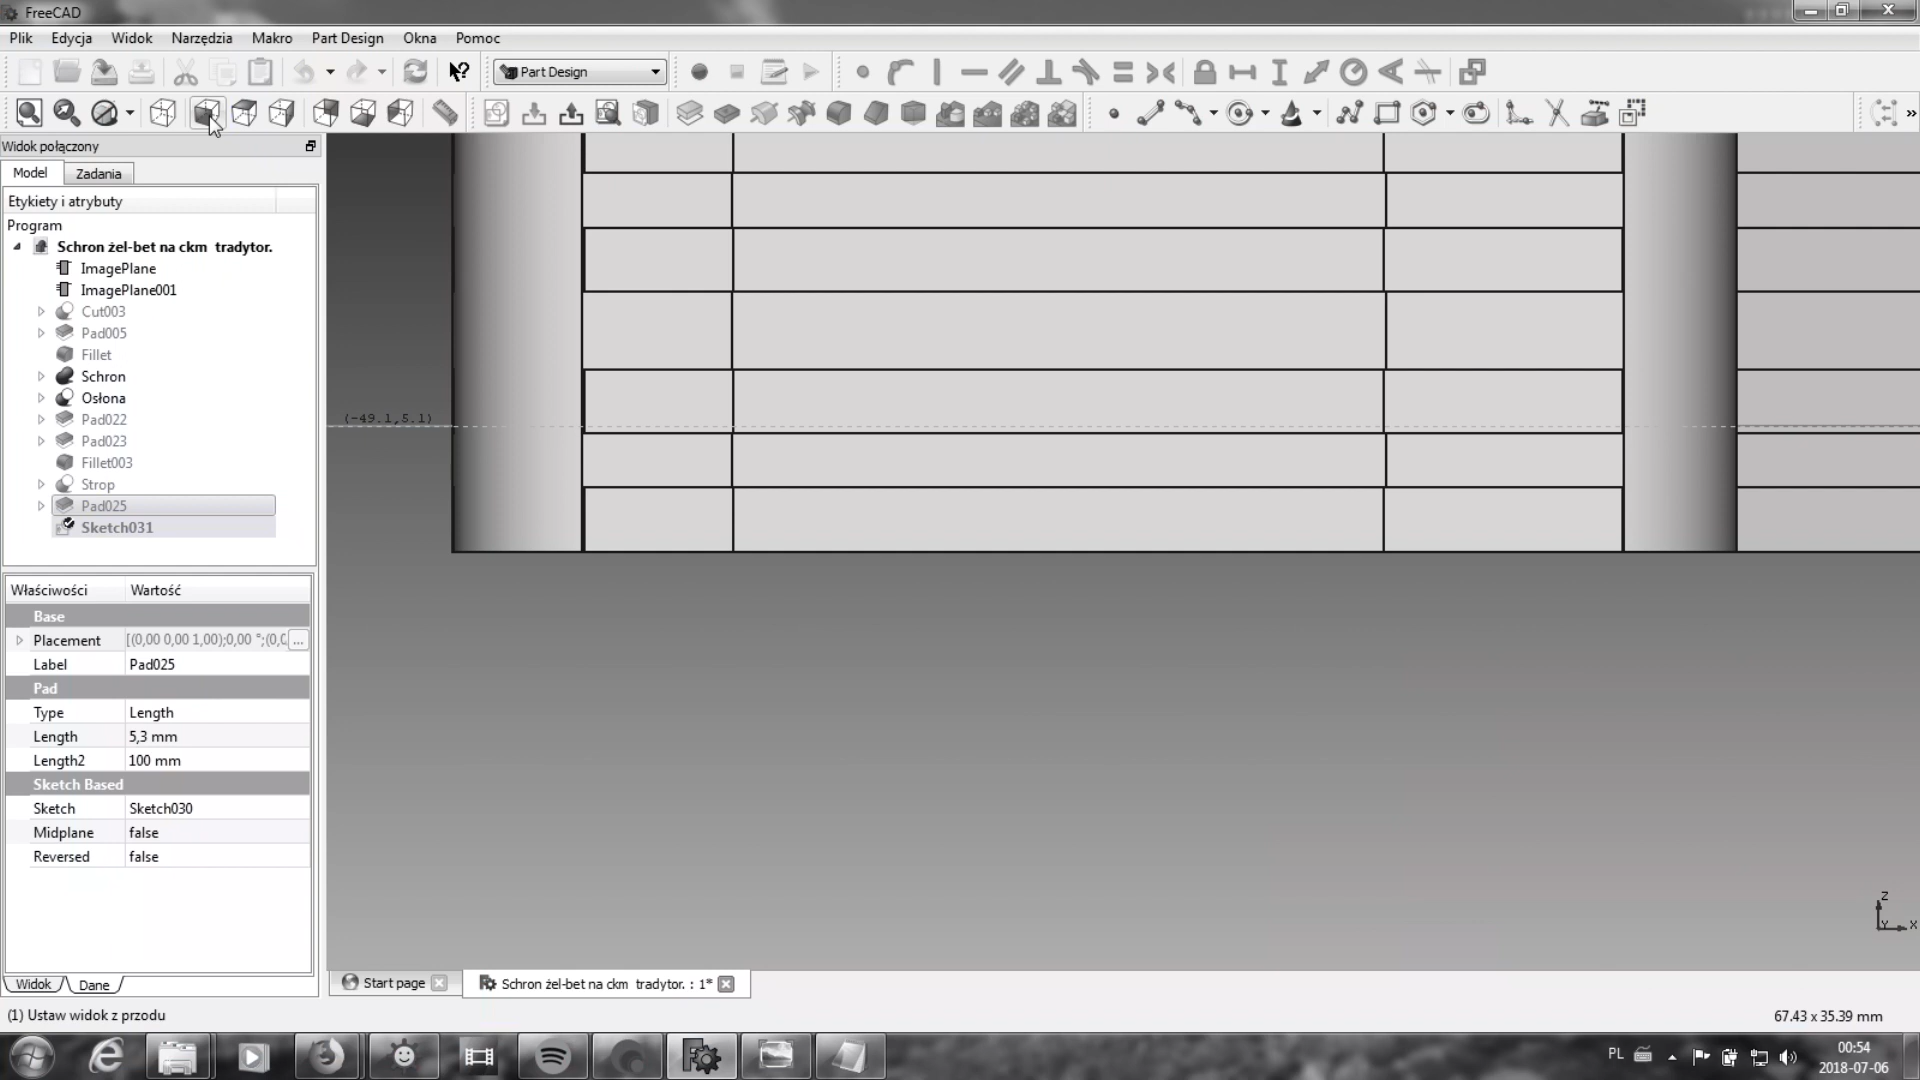 FreeCAD
Plik Edycja Widok Narzędzia Makro Part Design Okna Pomoc
Part Design
»
Widok połączony
Model Zadania
Etykiety i atrybuty
Program
Schron żel-bet na ckm tradytor.
ImagePlane
ImagePlane001
Cut003
Pad005
Fillet
Schron
Osłona
Pad022
Pad023
Fillet003
Strop
Pad025
Sketch031
(-49.1,5.1)
Właściwości Wartość
Base
Placement [(0,00 0,00 1,00);0,00 °;(0,0 ...
Label Pad025
Pad
Type Length
Length 5,3 mm
Length2 100 mm
Sketch Based
Sketch Sketch030
Midplane false
Reversed false
Z
Y X
Widok Dane
Start page Schron żel-bet na ckm tradytor. : 1*
(1) Ustaw widok z przodu 67.43 x 35.39 mm
PL 00:54
2018-07-06